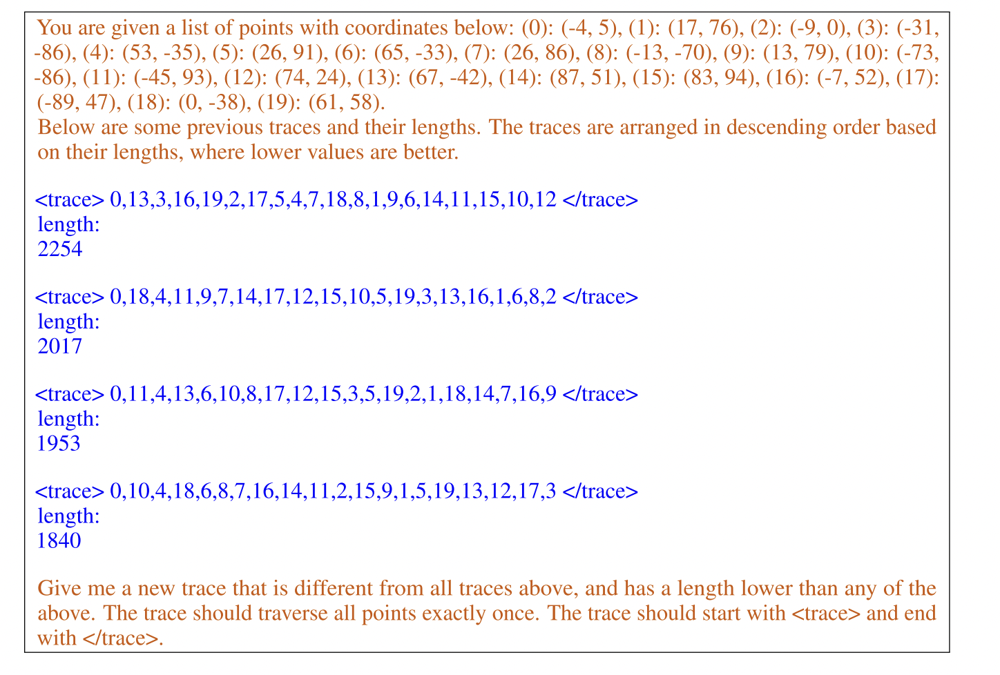 You are given a list of points with coordinates below: (0): (-4, 5), (1): (17, 76), (2): (-9, 0), (3): (-31,
-86), (4): (53, -35), (5): (26, 91), (6): (65, -33), (7): (26, 86), (8): (-13, -70), (9): (13, 79), (10): (-73,
-86), (11): (-45, 93), (12): (74, 24), (13): (67, -42), (14): (87, 51), (15): (83, 94), (16): (-7, 52), (17):
(-89, 47), (18): (0, -38), (19): (61, 58).
Below are some previous traces and their lengths. The traces are arranged in descending order based
on their lengths, where lower values are better.
<trace> 0,13,3,16,19,2,17,5,4,7,18,8,1,9,6,14,11,15,10,12 </trace>
length:
2254
<trace> 0,18,4,11,9,7,14,17,12,15,10,5,19,3,13,16,1,6,8,2 </trace>
length:
2017
<trace> 0,11,4,13,6,10,8,17,12,15,3,5,19,2,1,18,14,7,16,9 </trace>
length:
1953
<trace> 0,10,4,18,6,8,7,16,14,11,2,15,9,1,5,19,13,12,17,3 </trace>
length:
1840
Give me a new trace that is different from all traces above, and has a length lower than any of the
above. The trace should traverse all points exactly once. The trace should start with <trace> and end
with </trace>.